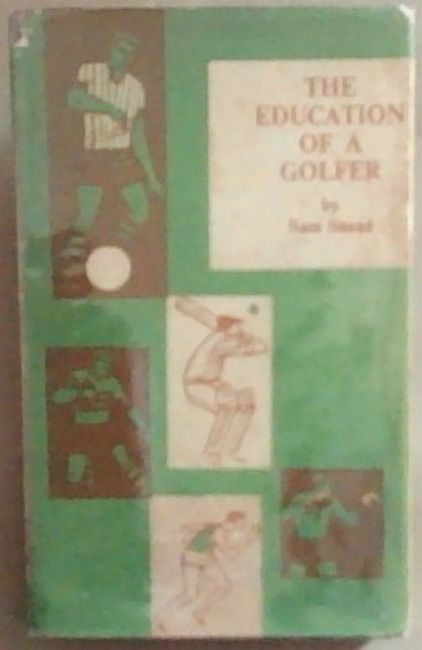 THE
EDUCATION
OF A
GOLFER
by
Sam Snead